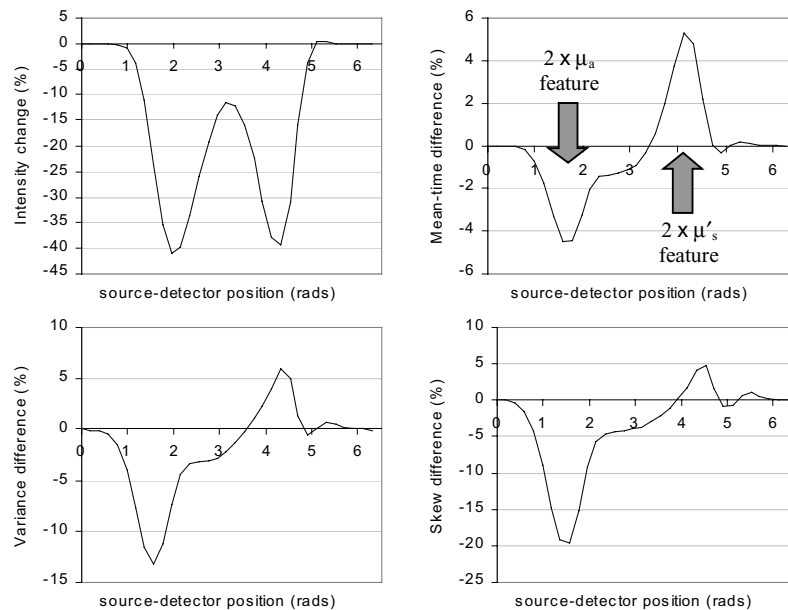 5
0
-5
-10
-15
-20
-25
-30
-35
-40
-45
0 1 2 3 4 5 6
Intensity change (%)
source-detector position (rads)
6
4
2
0
-2
-4
-6
0 1 2 3 4 5 6
Mean-time difference (%)
2 x μa
feature
2 x μ′s
feature
source-detector position (rads)
10
5
0
-5
-10
-15
0 1 2 3 4 5 6
Variance difference (%)
source-detector position (rads)
10
5
0
-5
-10
-15
-20
-25
0 1 2 3 4 5 6
Skew difference (%)
source-detector position (rads)